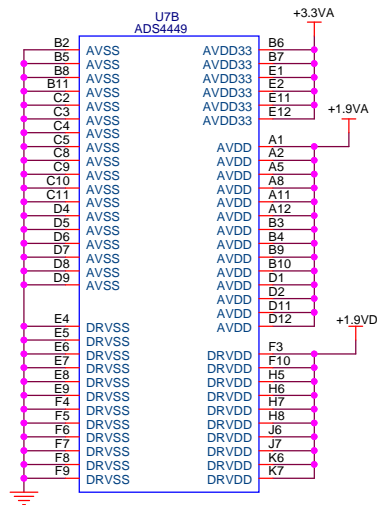 U7B
ADS4449
+3.3VA
B2 AVSS AVDD33 B6
B5 AVSS AVDD33 B7
B8 AVSS AVDD33 E1
B11 AVSS AVDD33 E2
C2 AVSS AVDD33 E11
C3 AVSS AVDD33 E12
+1.9VA
C4 AVSS
C5 AVSS AVDD A1
C8 AVSS AVDD A2
C9 AVSS AVDD A5
C10 AVSS AVDD A8
C11 AVSS AVDD A11
D4 AVSS AVDD A12
D5 AVSS AVDD B3
D6 AVSS AVDD B4
D7 AVSS AVDD B9
D8 AVSS AVDD B10
D9 AVSS AVDD D1
AVDD D2
AVDD D11
E4 DRVSS AVDD D12
+1.9VD
E5 DRVSS
E6 DRVSS DRVDD F3
E7 DRVSS DRVDD F10
E8 DRVSS DRVDD H5
E9 DRVSS DRVDD H6
F4 DRVSS DRVDD H7
F5 DRVSS DRVDD H8
F6 DRVSS DRVDD J6
F7 DRVSS DRVDD J7
F8 DRVSS DRVDD K6
F9 DRVSS DRVDD K7